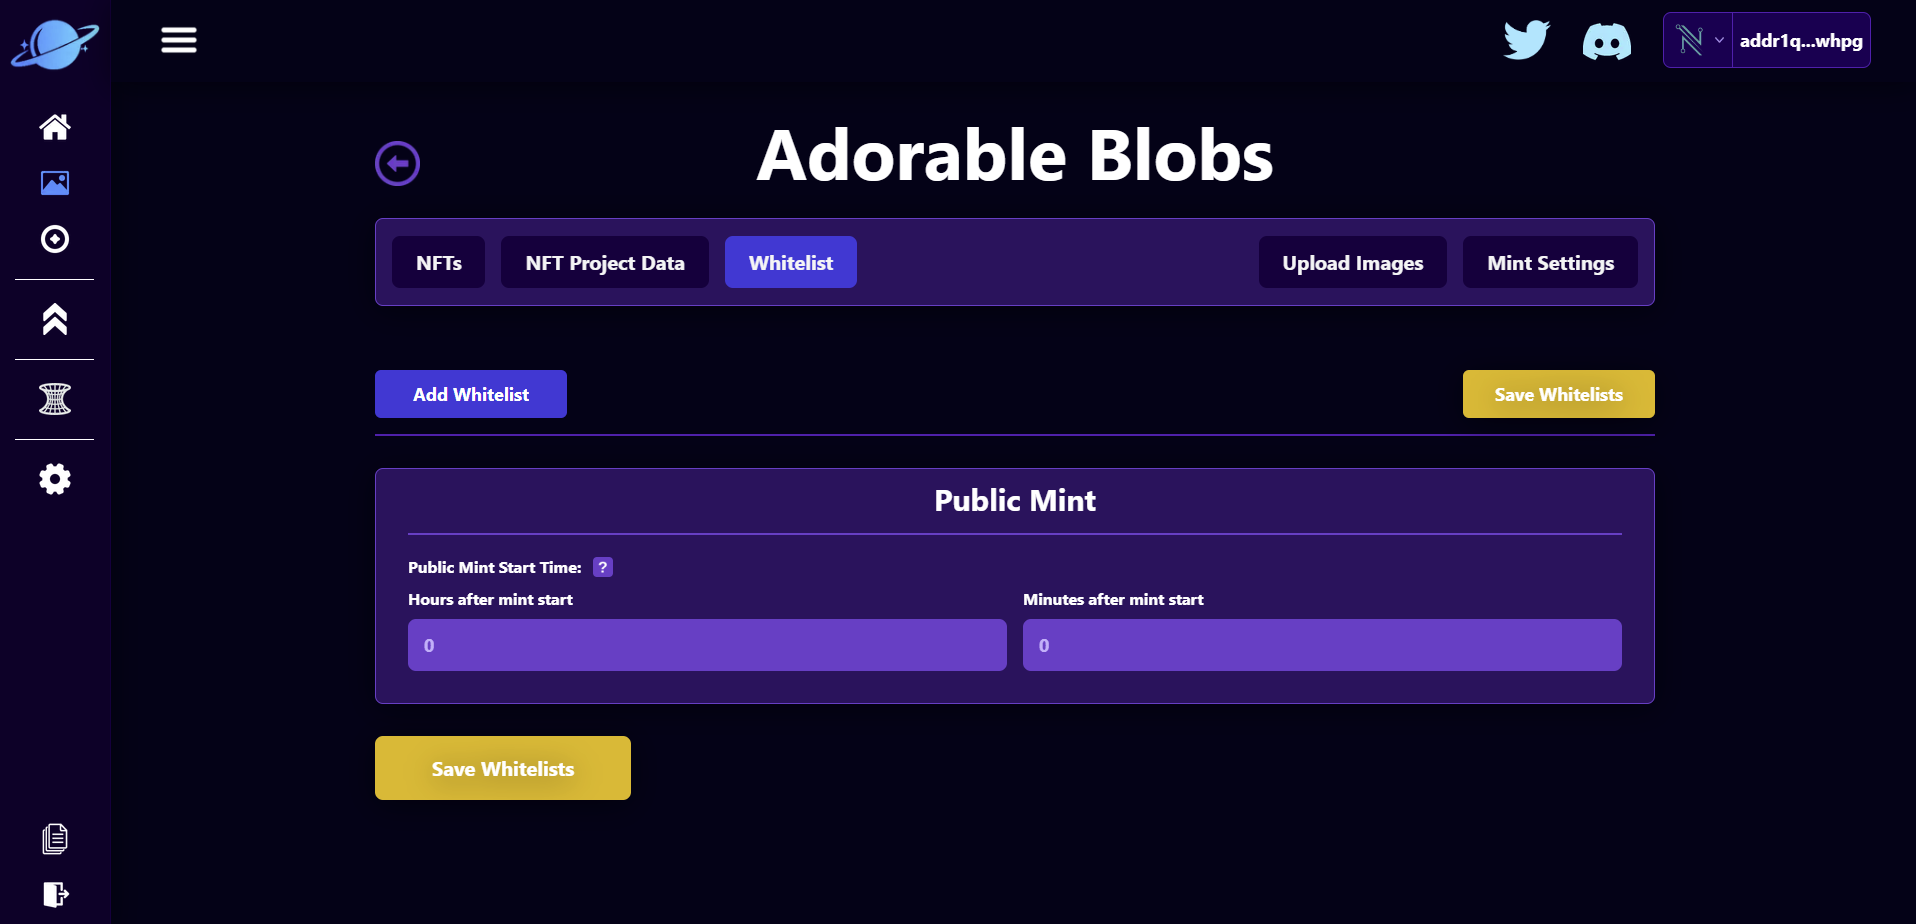 addr1q...whpg
Adorable Blobs
NFTs
NFT Project Data
Whitelist
Upload Images
Mint Settings
Add Whitelist
Save Whitelists
Public Mint
Public Mint Start Time: ?
Hours after mint start
Minutes after mint start
0
0
Save Whitelists